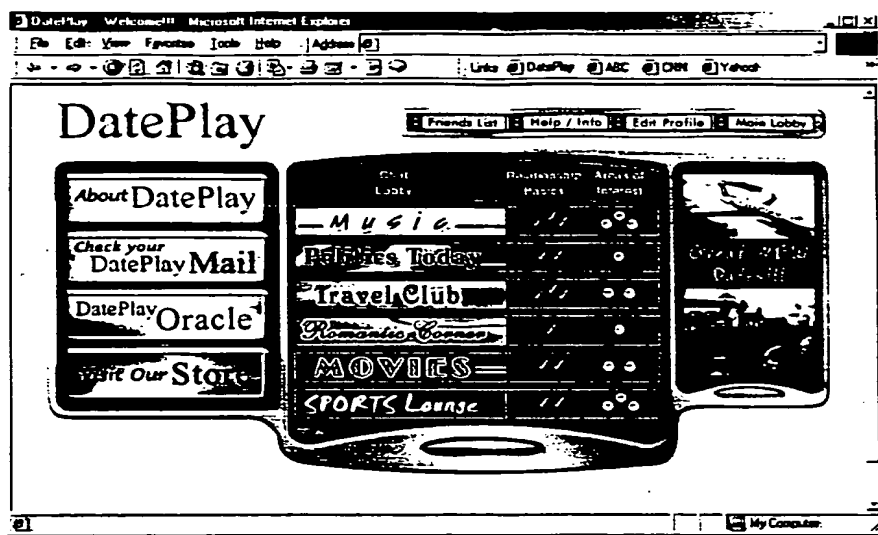 DatePlay Welcome!!! Microsoft Internet Explorer
File Edit View Favorites Tools Help Address
Links DatePlay ABC CNN Yahoo!
DatePlay
Friends List Help / Info Edit Profile Main Lobby
About DatePlay
Check your
DatePlay Mail
DatePlay
Oracle
Visit Our Store
Chat
Lobby
Relationship
Basics
Areas of
Interest
Music
Politics Today
Travel Club
Romantic Corner
MOVIES
SPORTS Lounge
My Computer